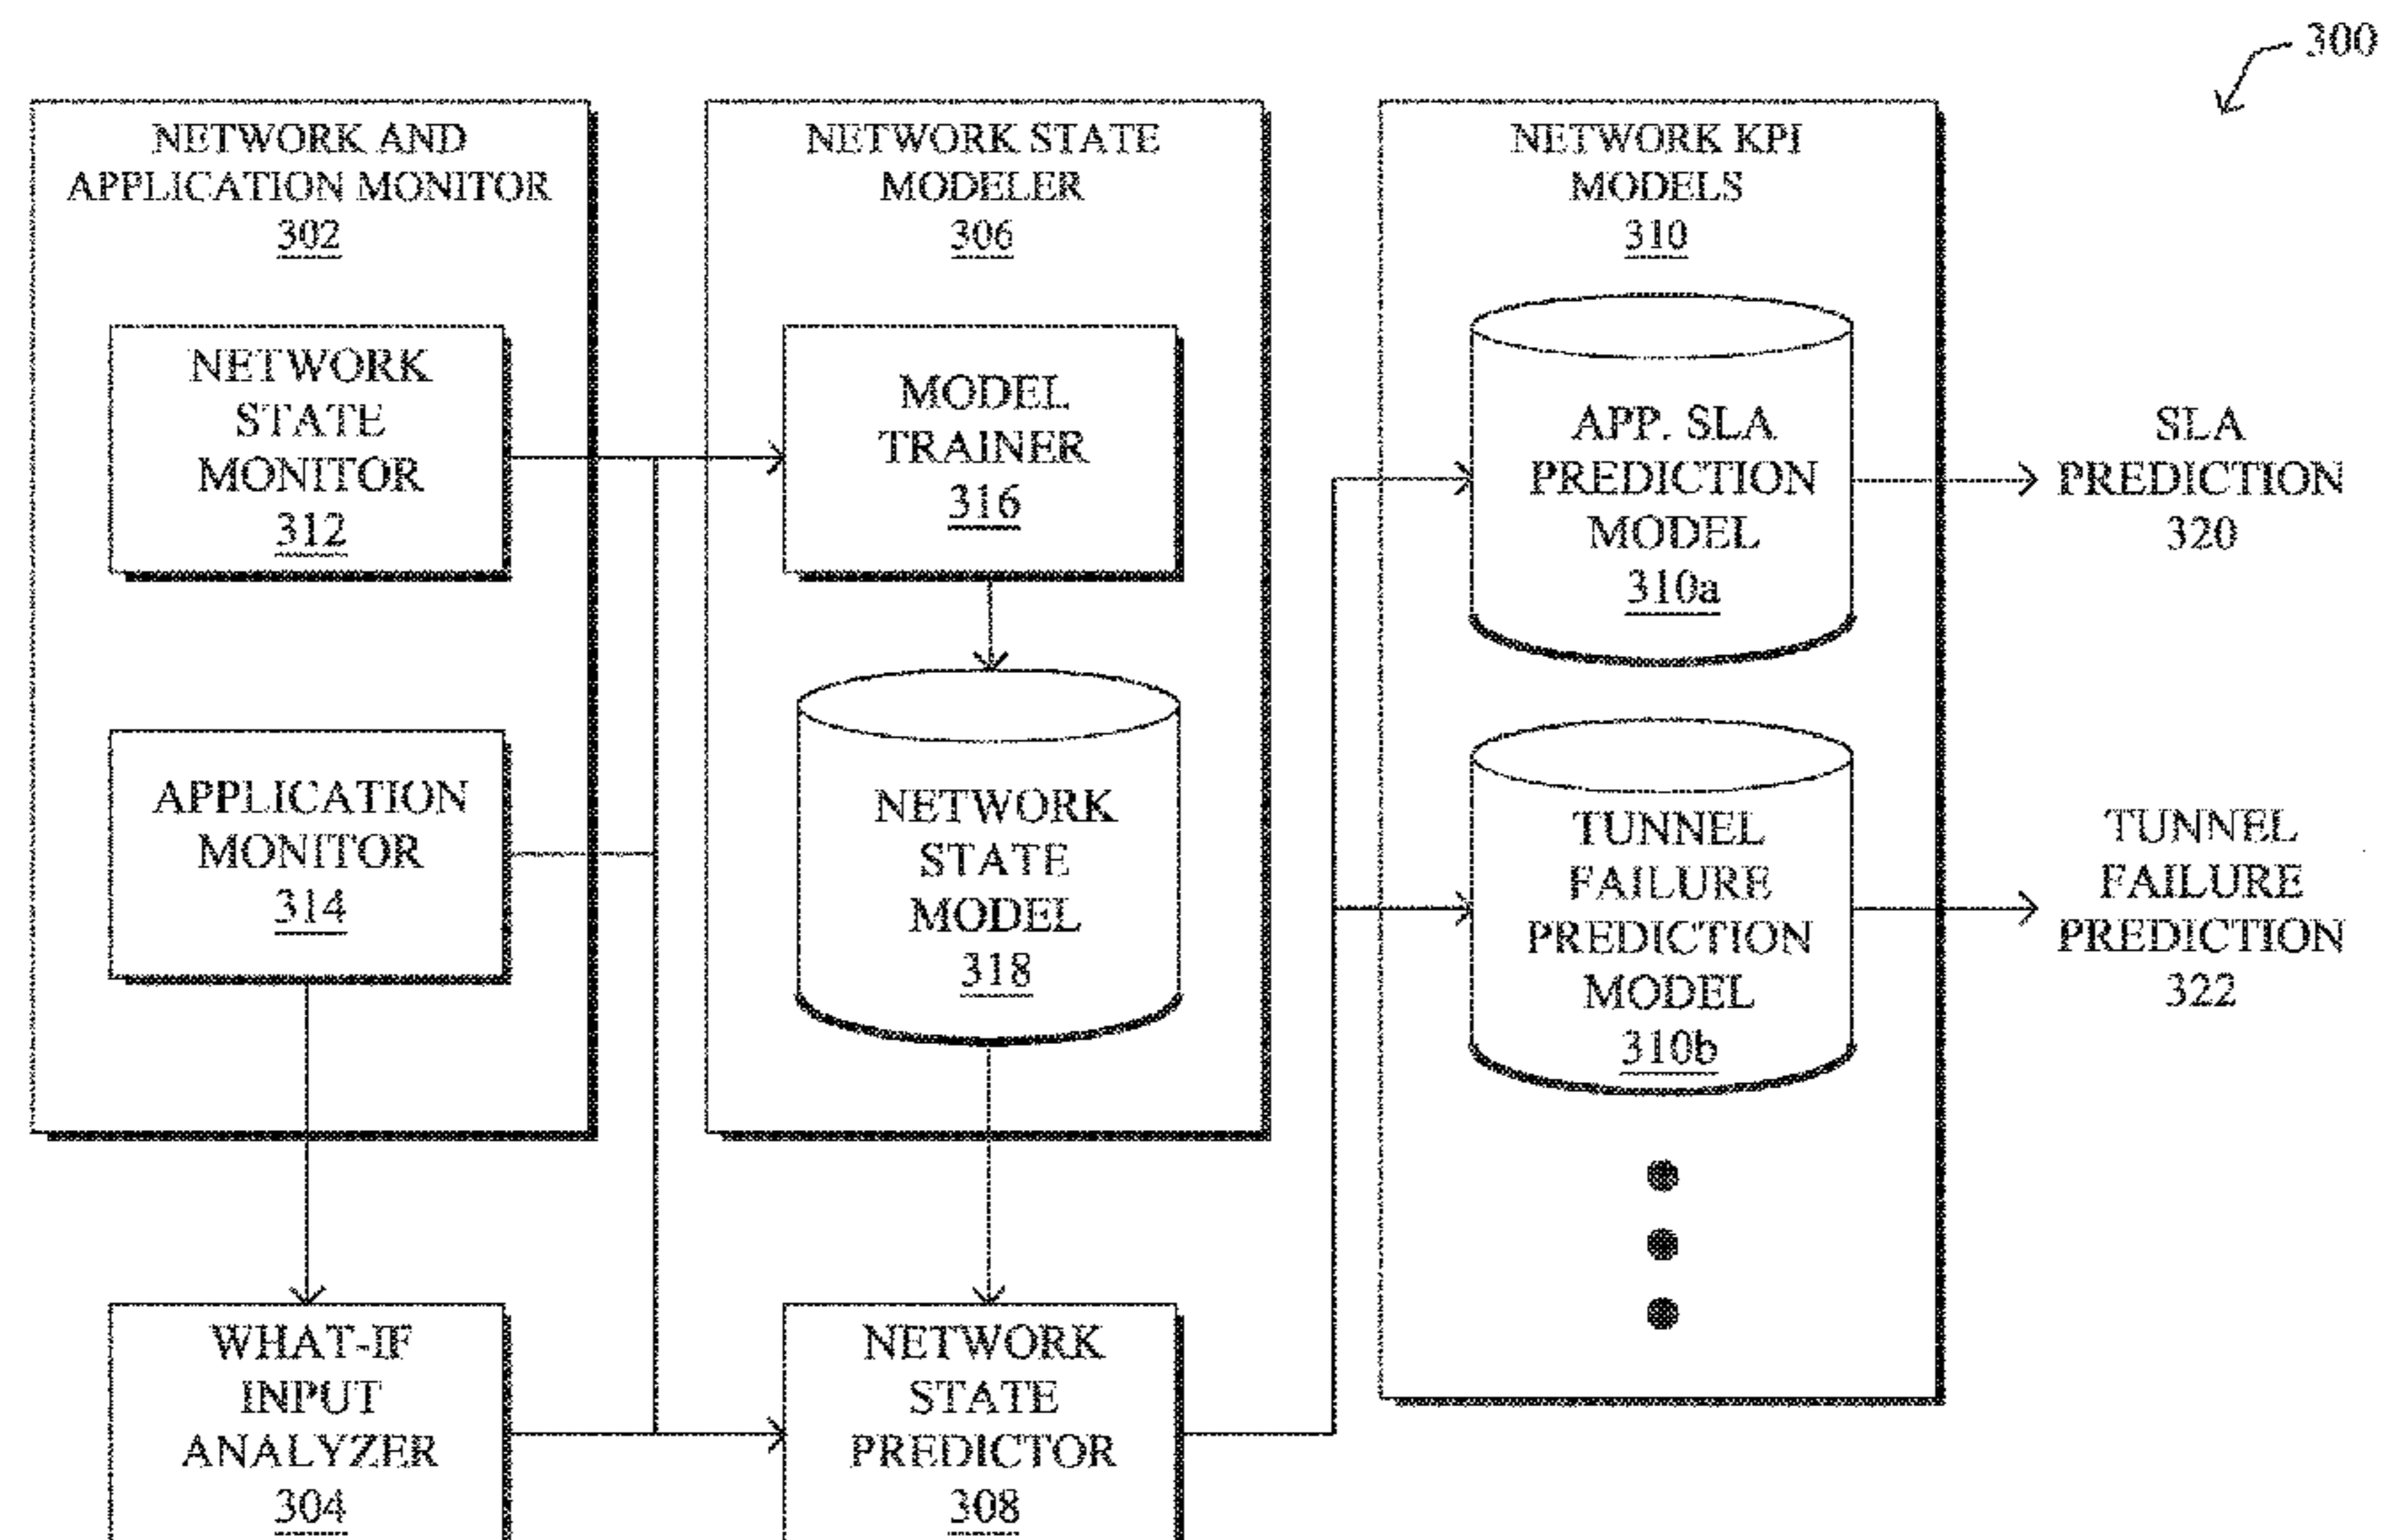 300
NETWORK AND
APPLICATION MONITOR
302
NETWORK
STATE
MONITOR
312
APPLICATION
MONITOR
314
WHAT-IF
INPUT
ANALYZER
304
NETWORK STATE
MODELER
306
MODEL
TRAINER
316
NETWORK
STATE
MODEL
318
NETWORK
STATE
PREDICTOR
308
NETWORK KPI
MODELS
310
APP. SLA
PREDICTION
MODEL
310a
TUNNEL
FAILURE
PREDICTION
MODEL
310b
SLA
PREDICTION
320
TUNNEL
FAILURE
PREDICTION
322